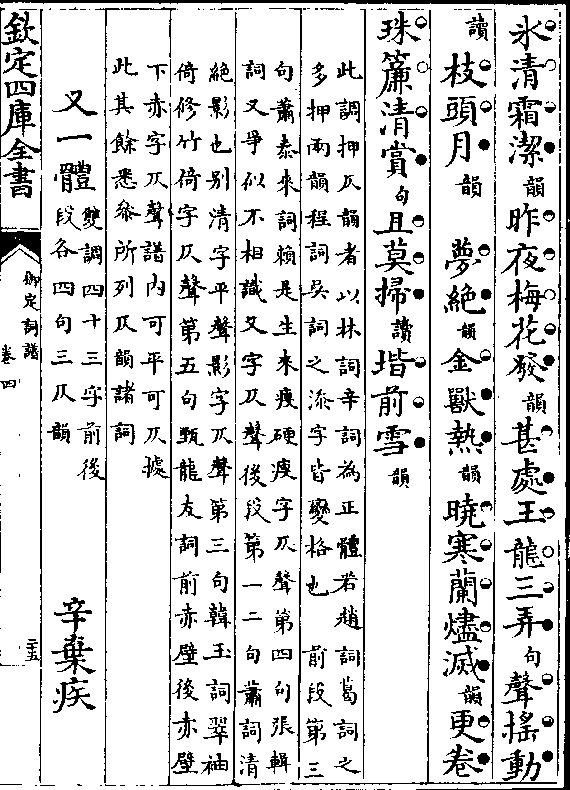 氷清霜潔韻昨夜梅花發韻甚處玉龍三弄句聲揺動
讀枝頭月韻 夢絶韻金獸熱韻曉寒蘭燼滅韻更卷
珠簾清賞句且莫掃讀堦前雪韻
此調押仄韻者以林詞辛詞為正體若趙詞葛詞之
多押兩韻程詞吳詞之添字皆變格也 前段第三
句蕭泰來詞賴是生来瘦硬瘦字仄聲第四句張輯
詞又爭似不相識又字仄聲後段第一二句蕭詞清
絶影也别清字平聲影字仄聲第三句韓玉詞翠袖
倚修竹倚字仄聲第五句甄龍友詞前赤壁後赤壁
下赤字仄聲譜内可平可仄據
此其餘悉參所列仄韻諸詞
又一體 雙調四十三字前後
段各四句三仄韻 辛棄疾
欽定四庫全書
御定詞譜
卷四
二五